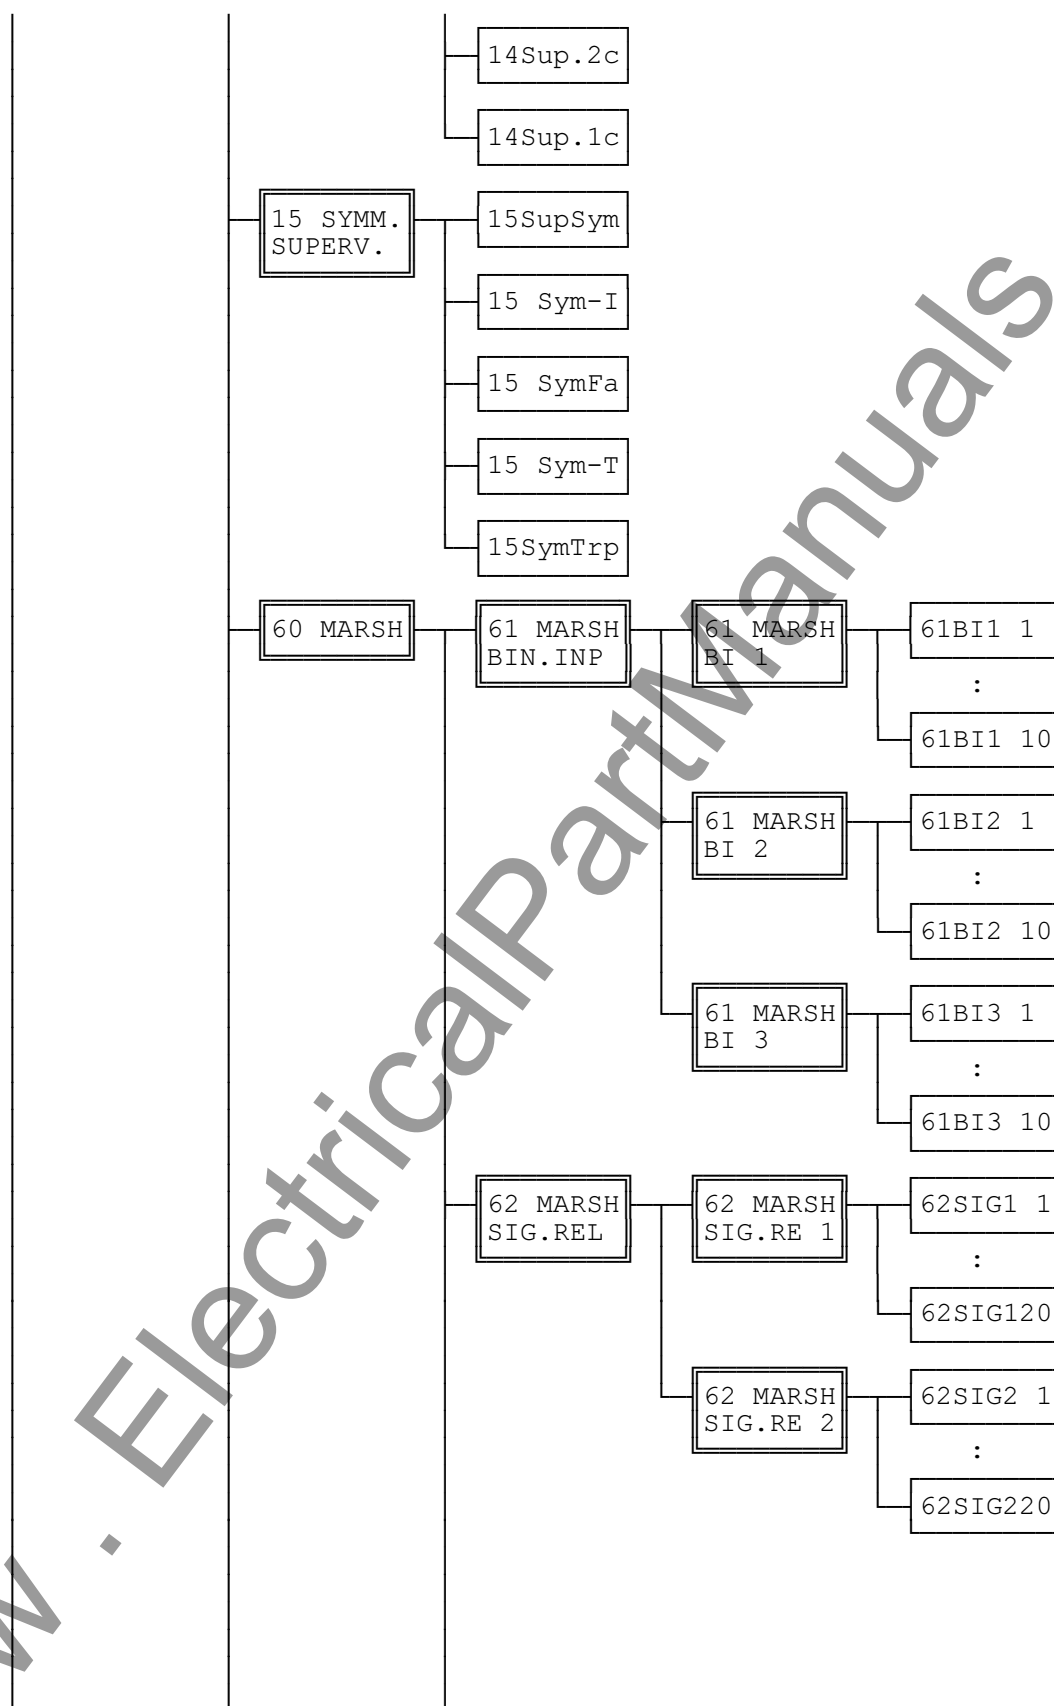 14Sup.2c
14Sup.1c
15 SYMM.
SUPERV.
15SupSym
15 Sym-I
15 SymFa
15 Sym-T
15SymTrp
60 MARSH
61 MARSH
BIN.INP
61 MARSH
BI 1
61BI1 1
:
61BI1 10
61 MARSH
BI 2
61BI2 1
:
61BI2 10
61 MARSH
BI 3
61BI3 1
:
61BI3 10
62 MARSH
SIG.REL
62 MARSH
SIG.RE 1
62SIG1 1
:
62SIG120
62 MARSH
SIG.RE 2
62SIG2 1
:
62SIG220
w . ElectricalPartManuals